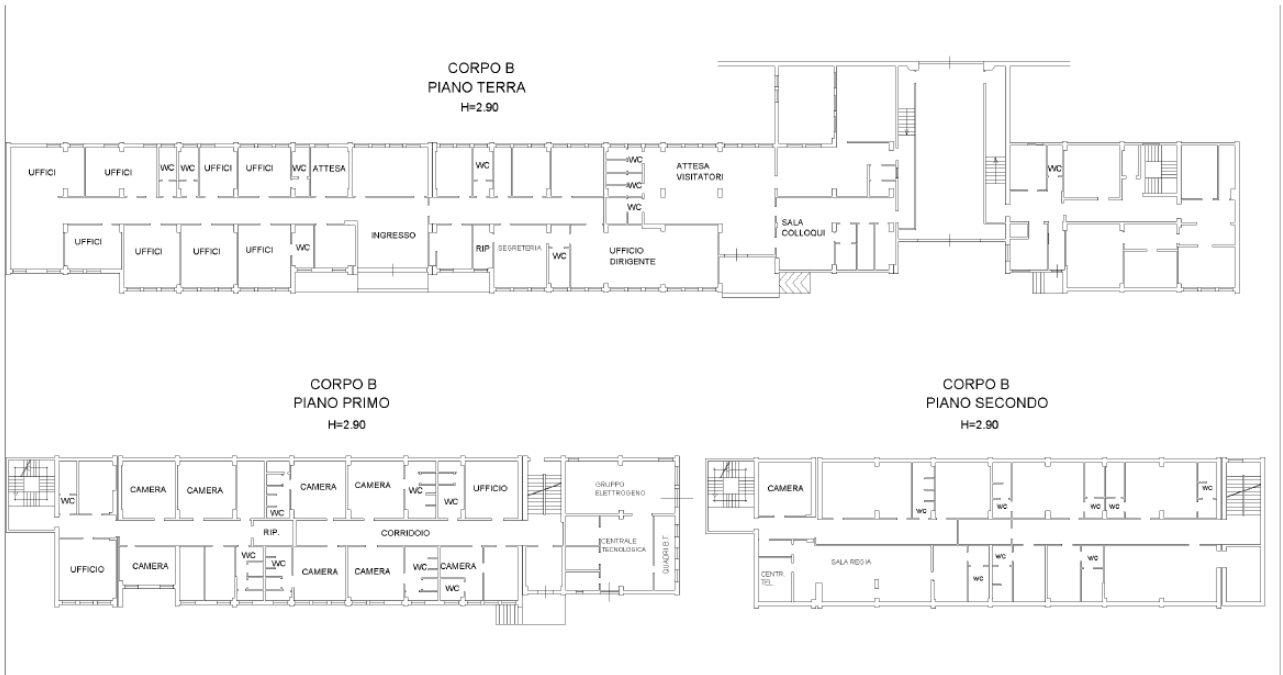 CORPO B
PIANO TERRA
H=2.90
UFFICI
UFFICI
WC
WC
UFFICI
UFFICI
WC
ATTESA
WC
WC
WC
WC
ATTESA
VISITATORI
WC
UFFICI
UFFICI
UFFICI
UFFICI
WC
INGRESSO
RIP
SEGRETERIA
WC
UFFICIO
DIRIGENTE
SALA
COLLOQUI
CORPO B
PIANO PRIMO
H=2.90
WC
CAMERA
CAMERA
WC
CAMERA
CAMERA
WC
WC
UFFICIO
GRUPPO
ELETTROGENO
RIP.
CORRIDOIO
UFFICIO
CAMERA
WC
WC
CAMERA
CAMERA
WC
CAMERA
WC
CENTRALE
TECNOLOGICA
QUADRI B.T.
CORPO B
PIANO SECONDO
H=2.90
CAMERA
WC
WC
WC
WC
WC
CENTR.
TEL.
SALA REGIA
WC
WC
WC